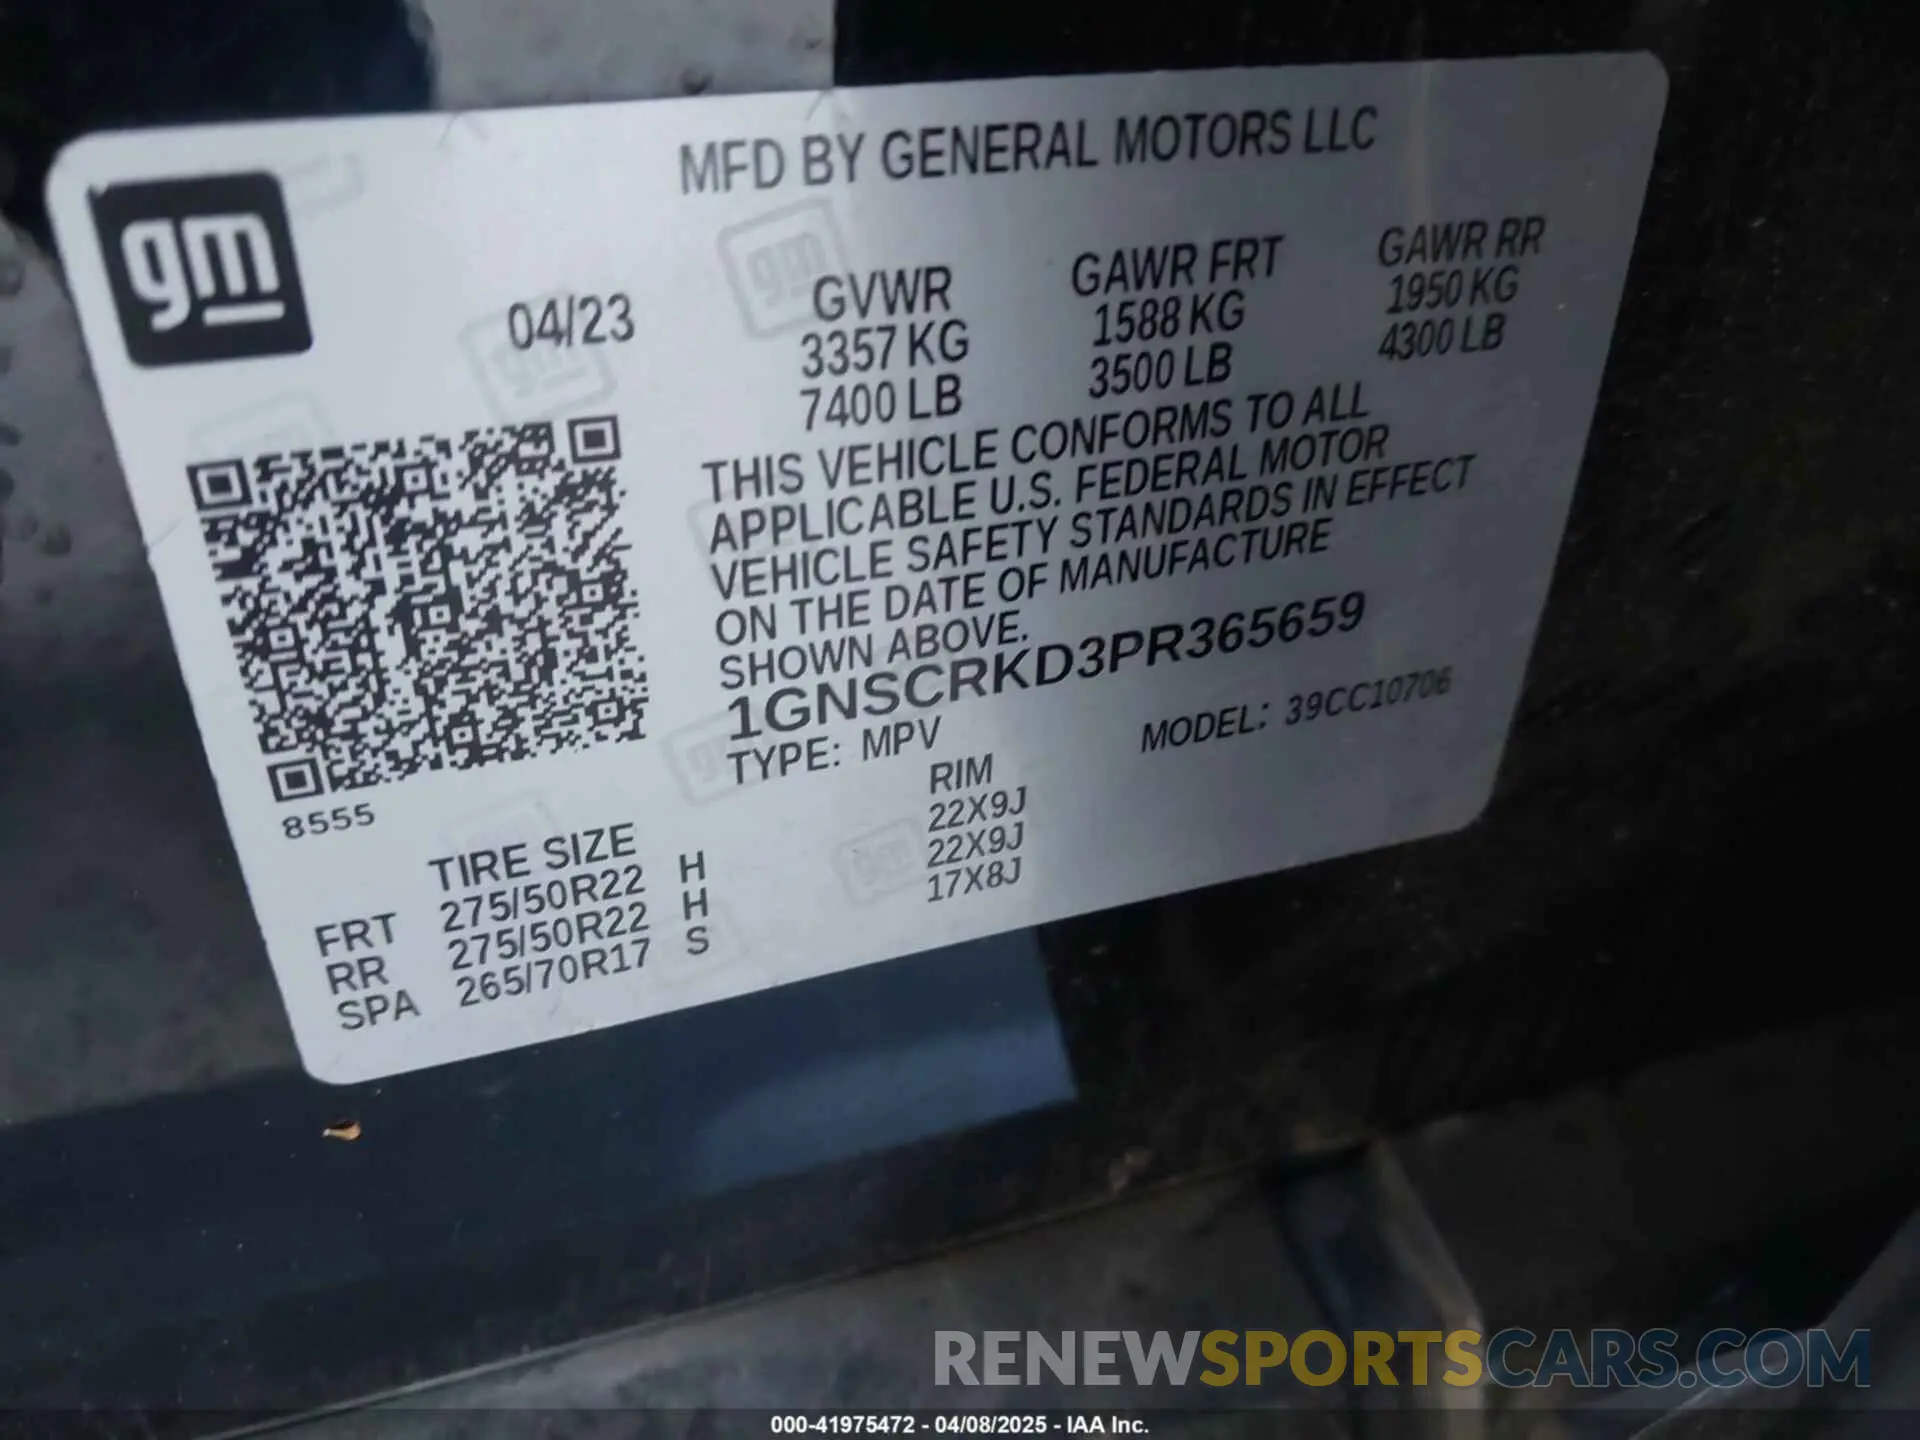 gm
MFD BY GENERAL MOTORS LLC
04/23
GVWR GAWR FRT GAWR RR
3357 KG 1588 KG 1950 KG
7400 LB 3500 LB 4300 LB
THIS VEHICLE CONFORMS TO ALL
APPLICABLE U.S. FEDERAL MOTOR
VEHICLE SAFETY STANDARDS IN EFFECT
ON THE DATE OF MANUFACTURE
SHOWN ABOVE.
1GNSCRKD3PR365659
TYPE: MPV MODEL: 39CC10706
8555
TIRE SIZE RIM
FRT 275/50R22 H 22X9J
RR 275/50R22 H 22X9J
SPA 265/70R17 S 17X8J
RENEWSPORTSCARS.COM
000-41975472 - 04/08/2025 - IAA Inc.